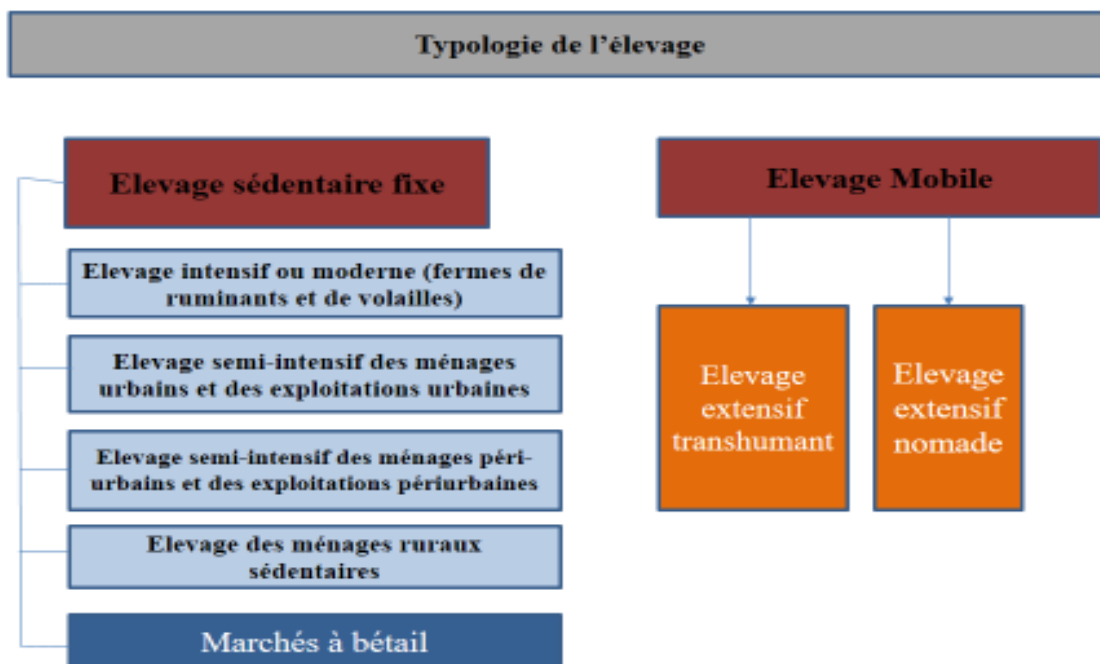 Typologie de l'élevage
Elevage sédentaire fixe
Elevage intensif ou moderne (fermes de
ruminants et de volailles)
Elevage semi-intensif des ménages
urbains et des exploitations urbaines
Elevage semi-intensif des ménages péri-
urbains et des exploitations périurbaines
Elevage des ménages ruraux
sédentaires
Marchés à bétail
Elevage Mobile
Elevage
extensif
transhumant
Elevage
extensif
nomade